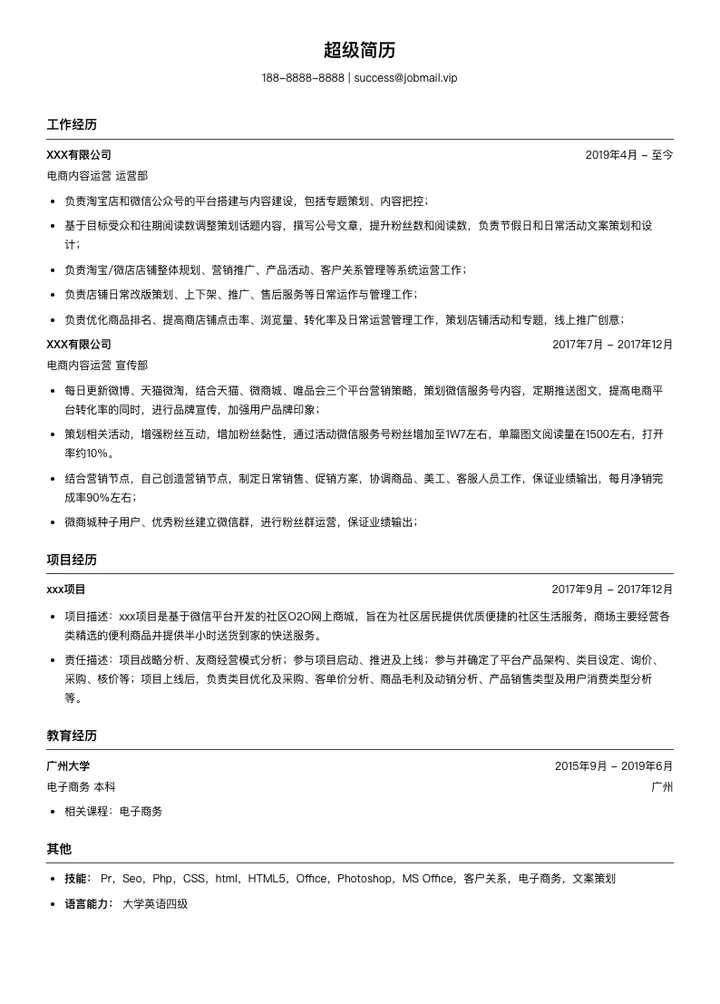 超级简历
188-8888-8888 | success@jobmail.vip
工作经历
XXX有限公司 2019年4月 - 至今
电商内容运营 运营部
• 负责淘宝店和微信公众号的平台搭建与内容建设，包括专题策划、内容把控；
• 基于目标受众和往期阅读数调整策划话题内容，撰写公号文章，提升粉丝数和阅读数，负责节假日和日常活动文案策划和设
计；
• 负责淘宝/微店店铺整体规划、营销推广、产品活动、客户关系管理等系统运营工作；
• 负责店铺日常改版策划、上下架、推广、售后服务等日常运作与管理工作；
• 负责优化商品排名、提高商店铺点击率、浏览量、转化率及日常运营管理工作，策划店铺活动和专题，线上推广创意；
XXX有限公司 2017年7月 - 2017年12月
电商内容运营 宣传部
• 每日更新微博、天猫微淘，结合天猫、微商城、唯品会三个平台营销策略，策划微信服务号内容，定期推送图文，提高电商平
台转化率的同时，进行品牌宣传，加强用户品牌印象；
• 策划相关活动，增强粉丝互动，增加粉丝黏性，通过活动微信服务号粉丝增加至1W7左右，单篇图文阅读量在1500左右，打开
率约10%。
• 结合营销节点，自己创造营销节点，制定日常销售、促销方案，协调商品、美工、客服人员工作，保证业绩输出，每月净销完
成率90%左右；
• 微商城种子用户、优秀粉丝建立微信群，进行粉丝群运营，保证业绩输出；
项目经历
xxx项目 2017年9月 - 2017年12月
• 项目描述：xxx项目是基于微信平台开发的社区O2O网上商城，旨在为社区居民提供优质便捷的社区生活服务，商场主要经营各
类精选的便利商品并提供半小时送货到家的快送服务。
• 责任描述：项目战略分析、友商经营模式分析；参与项目启动、推进及上线；参与并确定了平台产品架构、类目设定、询价、
采购、核价等；项目上线后，负责类目优化及采购、客单价分析、商品毛利及动销分析、产品销售类型及用户消费类型分析
等。
教育经历
广州大学 2015年9月 - 2019年6月
电子商务 本科 广州
• 相关课程：电子商务
其他
• 技能： Pr，Seo，Php，CSS，html，HTML5，Office，Photoshop，MS Office，客户关系，电子商务，文案策划
• 语言能力： 大学英语四级